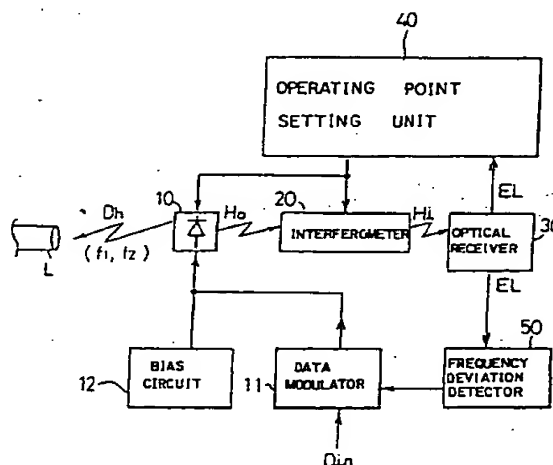 40
OPERATING POINT
SETTING UNIT
10
20
EL
Dh
Ho
INTERFEROMETER
Hi
OPTICAL
RECEIVER
30
(f1, f2)
L
EL
50
BIAS
CIRCUIT
12
DATA
MODULATOR
11
FREQUENCY
DEVIATION
DETECTOR
Din